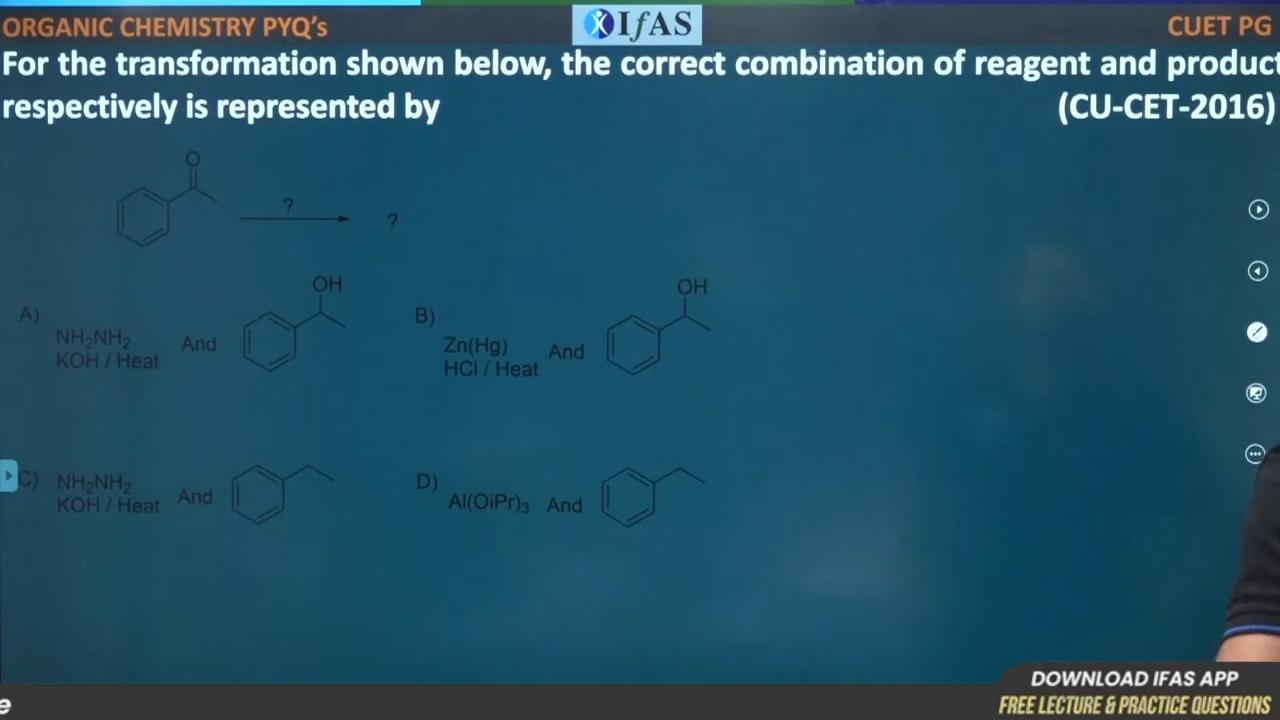 ORGANIC CHEMISTRY PYQ's
IfAS
CUET PG
For the transformation shown below, the correct combination of reagent and product
respectively is represented by
(CU-CET-2016)
O
?
?
A)
NH₂NH₂
KOH / Heat
And
OH
B)
Zn(Hg)
HCl / Heat
And
OH
C)
NH₂NH₂
KOH / Heat
And
D)
Al(OiPr)₃ And
DOWNLOAD IFAS APP
FREE LECTURE & PRACTICE QUESTIONS
e